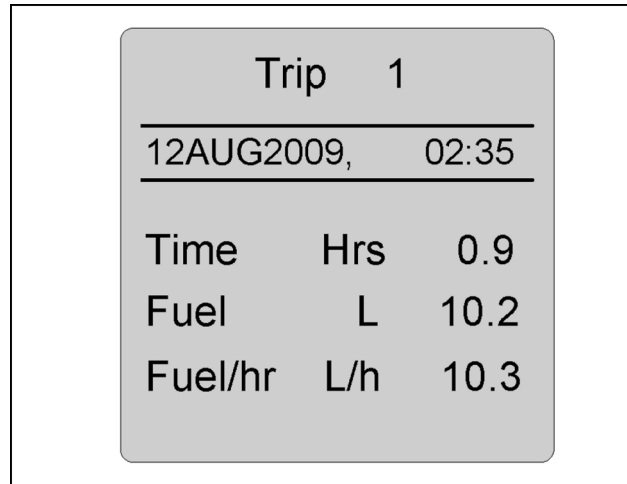 Trip 1
12AUG2009, 02:35
Time Hrs 0.9
Fuel L 10.2
Fuel/hr L/h 10.3